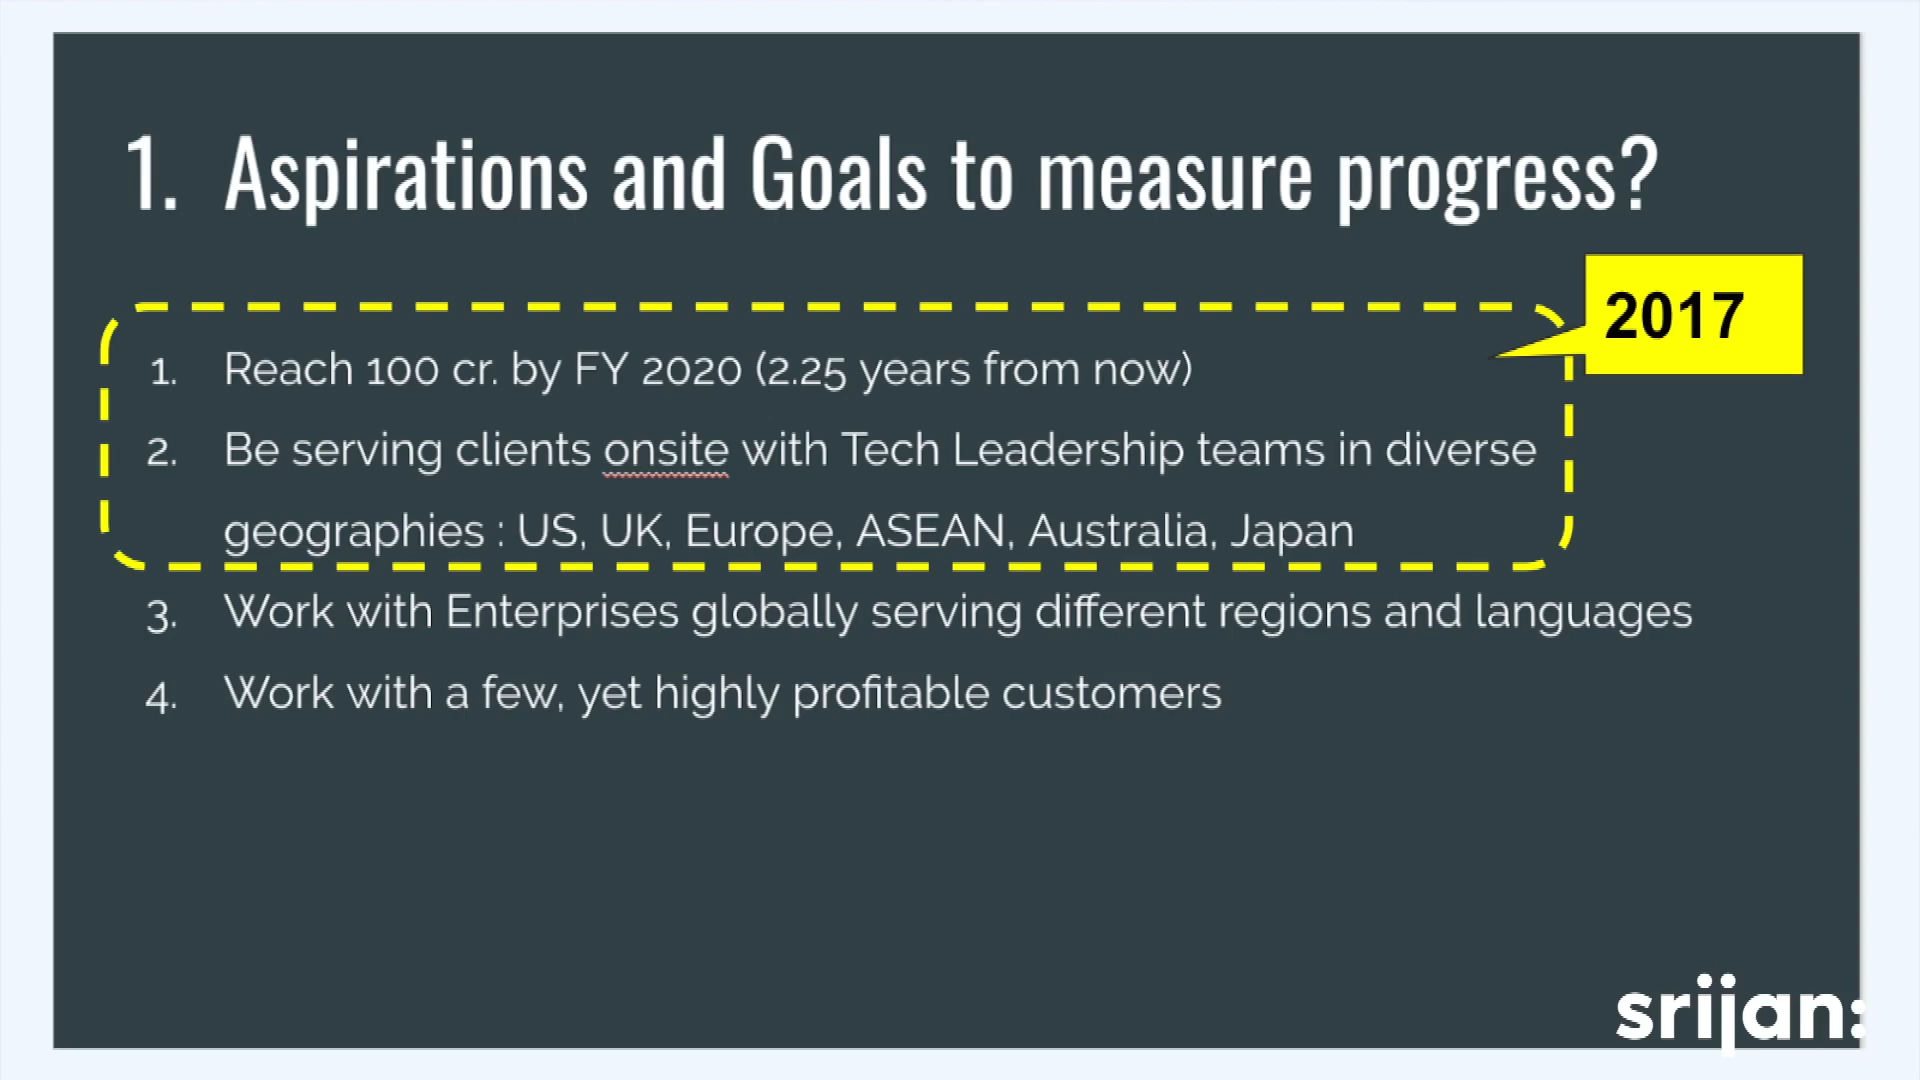 1. Aspirations and Goals to measure progress?
2017
1. Reach 100 cr. by FY 2020 (2.25 years from now)
2. Be serving clients onsite with Tech Leadership teams in diverse
geographies : US, UK, Europe, ASEAN, Australia, Japan
3. Work with Enterprises globally serving different regions and languages
4. Work with a few, yet highly profitable customers
srijan: